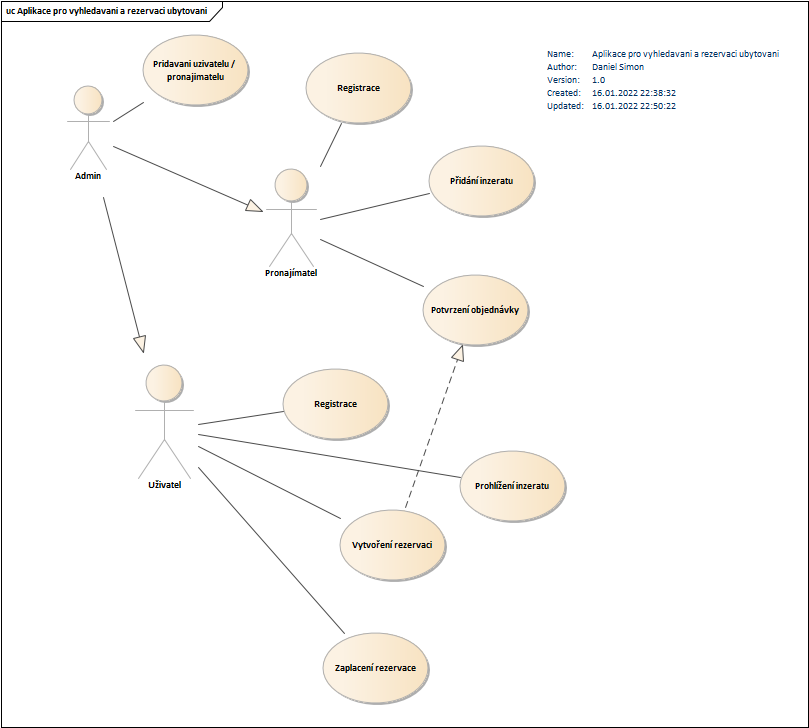 uc Aplikace pro vyhledavani a rezervaci ubytovani
Name: Aplikace pro vyhledavani a rezervaci ubytovani
Author: Daniel Simon
Version: 1.0
Created: 16.01.2022 22:38:32
Updated: 16.01.2022 22:50:22
Pridavani uzivatelu /
pronajimatelu
Registrace
Admin
Přidání inzeratu
Pronajímatel
Potvrzení objednávky
Registrace
Uživatel
Prohlížení inzeratu
Vytvoření rezervaci
Zaplacení rezervace